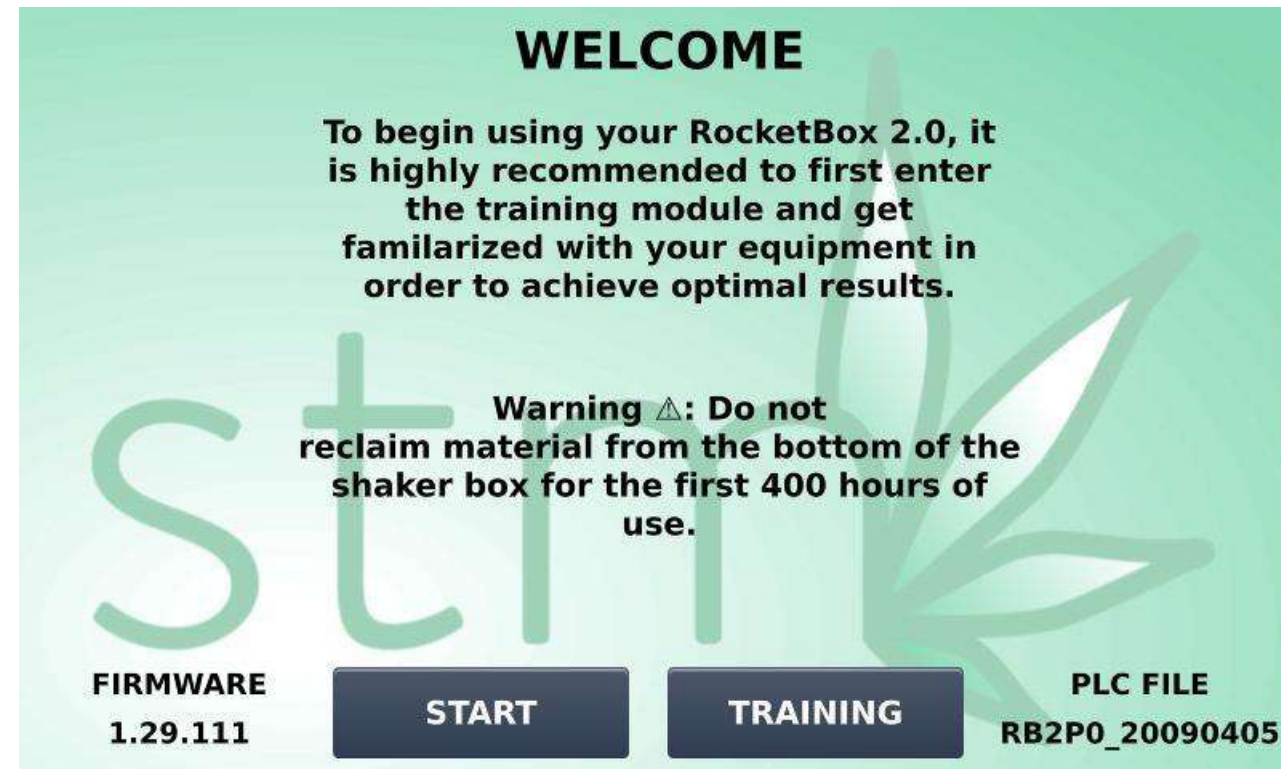 WELCOME
To begin using your RocketBox 2.0, it
is highly recommended to first enter
the training module and get
familarized with your equipment in
order to achieve optimal results.
stm
Warning ⚠: Do not
reclaim material from the bottom of the
shaker box for the first 400 hours of
use.
FIRMWARE
1.29.111
START
TRAINING
PLC FILE
RB2P0_20090405